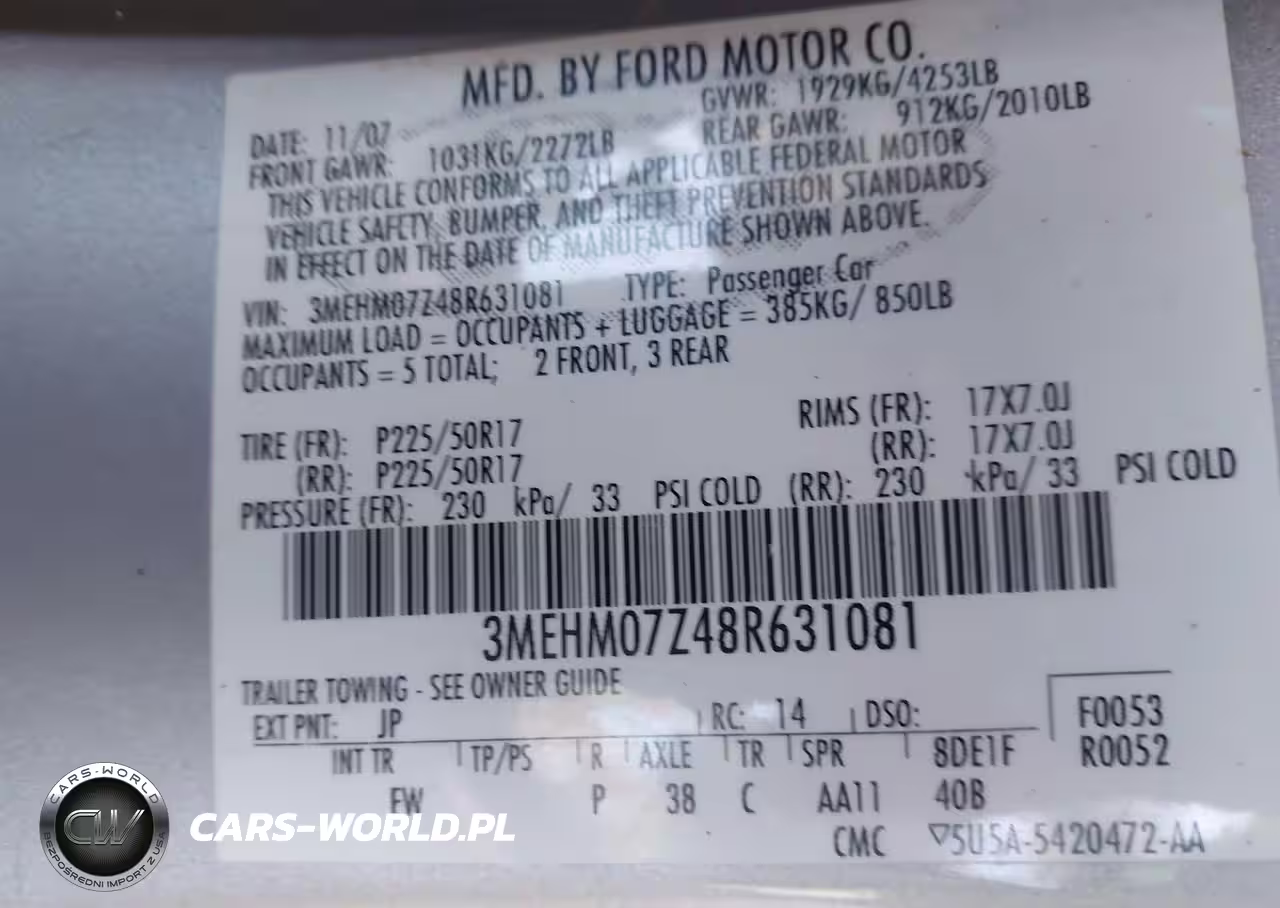 MFD. BY FORD MOTOR CO.
DATE: 11/07 GVWR: 1929KG/4253LB
FRONT GAWR: 1031KG/2272LB REAR GAWR: 912KG/2010LB
THIS VEHICLE CONFORMS TO ALL APPLICABLE FEDERAL MOTOR
VEHICLE SAFETY, BUMPER, AND THEFT PREVENTION STANDARDS
IN EFFECT ON THE DATE OF MANUFACTURE SHOWN ABOVE.
VIN: 3MEHM07Z48R631081 TYPE: Passenger Car
MAXIMUM LOAD = OCCUPANTS + LUGGAGE = 385KG/ 850LB
OCCUPANTS = 5 TOTAL; 2 FRONT, 3 REAR
TIRE (FR): P225/50R17 RIMS (FR): 17X7.0J
(RR): P225/50R17 (RR): 17X7.0J
PRESSURE (FR): 230 kPa/ 33 PSI COLD (RR): 230 kPa/ 33 PSI COLD
3MEHM07Z48R631081
TRAILER TOWING - SEE OWNER GUIDE
EXT PNT: JP RC: 14 DSO: F0053
INT TR TP/PS R AXLE TR SPR 8DE1F R0052
FW P 38 C AA11 40B
CMC ▽5U5A-5420472-AA
CARS-WORLD
CW
BEZPOŚREDNI IMPORT Z USA
CARS-WORLD.PL